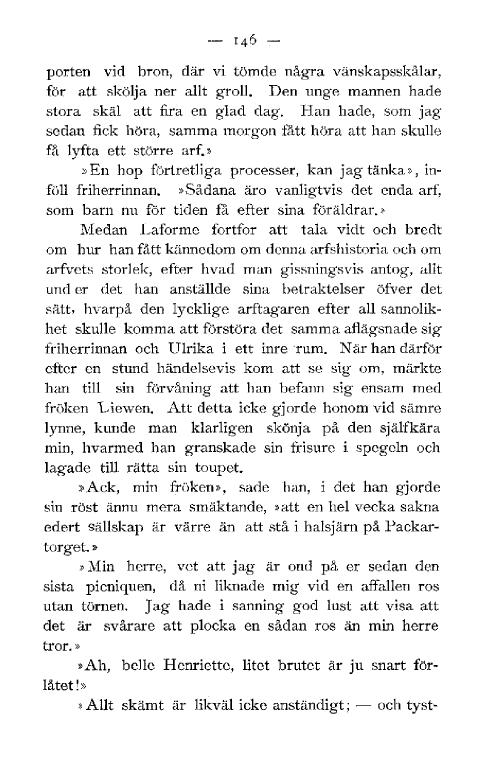 — 146 —
porten vid bron, där vi tömde några vänskapsskålar,
för att skölja ner allt groll. Den unge mannen hade
stora skäl att fira en glad dag. Han hade, som jag
sedan fick höra, samma morgon fått höra att han skulle
få lyfta ett större arf.»
»En hop förtretliga processer, kan jag tänka», in-
föll friherrinnan. »Sådana äro vanligtvis det enda arf,
som barn nu för tiden få efter sina föräldrar.»
Medan Laforme fortfor att tala vidt och bredt
om hur han fått kännedom om denna arfshistoria och om
arfvets storlek, efter hvad man gissningsvis antog, allt
under det han anställde sina betraktelser öfver det
sätt, hvarpå den lycklige arftagaren efter all sannolik-
het skulle komma att förstöra det samma aflägsnade sig
friherrinnan och Ulrika i ett inre rum. När han därför
efter en stund händelsevis kom att se sig om, märkte
han till sin förvåning att han befann sig ensam med
fröken Liewen. Att detta icke gjorde honom vid sämre
lynne, kunde man klarligen skönja på den själfkära
min, hvarmed han granskade sin frisure i spegeln och
lagade till rätta sin toupet.
»Ack, min fröken», sade han, i det han gjorde
sin röst ännu mera smäktande, »att en hel vecka sakna
edert sällskap är värre än att stå i halsjärn på Packar-
torget.»
»Min herre, vet att jag är ond på er sedan den
sista picniquen, då ni liknade mig vid en affallen ros
utan törnen. Jag hade i sanning god lust att visa att
det är svårare att plocka en sådan ros än min herre
tror.»
»Ah, belle Henriette, litet brutet är ju snart för-
låtet!»
»Allt skämt är likväl icke anständigt; — och tyst-